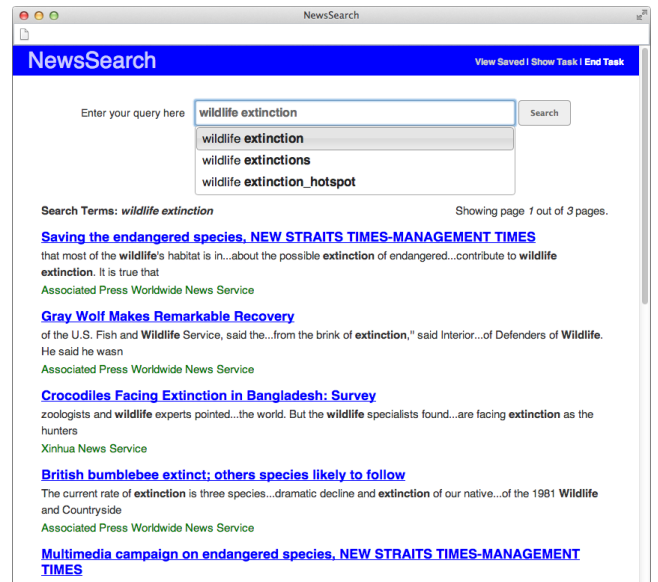 NewsSearch
NewsSearch
View Saved | Show Task | End Task
Enter your query here wildlife extinction Search
wildlife extinction
wildlife extinctions
wildlife extinction_hotspot
Search Terms: wildlife extinction Showing page 1 out of 3 pages.
Saving the endangered species, NEW STRAITS TIMES-MANAGEMENT TIMES
that most of the wildlife's habitat is in...about the possible extinction of endangered...contribute to wildlife
extinction. It is true that
Associated Press Worldwide News Service
Gray Wolf Makes Remarkable Recovery
of the U.S. Fish and Wildlife Service, said the...from the brink of extinction," said Interior...of Defenders of Wildlife.
He said he wasn
Associated Press Worldwide News Service
Crocodiles Facing Extinction in Bangladesh: Survey
zoologists and wildlife experts pointed...the world. But the wildlife specialists found...are facing extinction as the
hunters
Xinhua News Service
British bumblebee extinct; others species likely to follow
The current rate of extinction is three species...dramatic decline and extinction of our native...of the 1981 Wildlife
and Countryside
Associated Press Worldwide News Service
Multimedia campaign on endangered species, NEW STRAITS TIMES-MANAGEMENT
TIMES